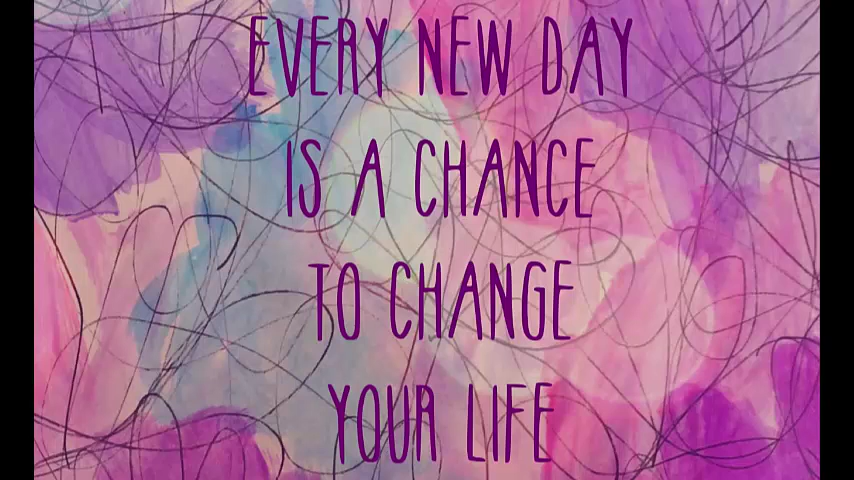 EVERY NEW DAY
IS A CHANCE
TO CHANGE
YOUR LIFE